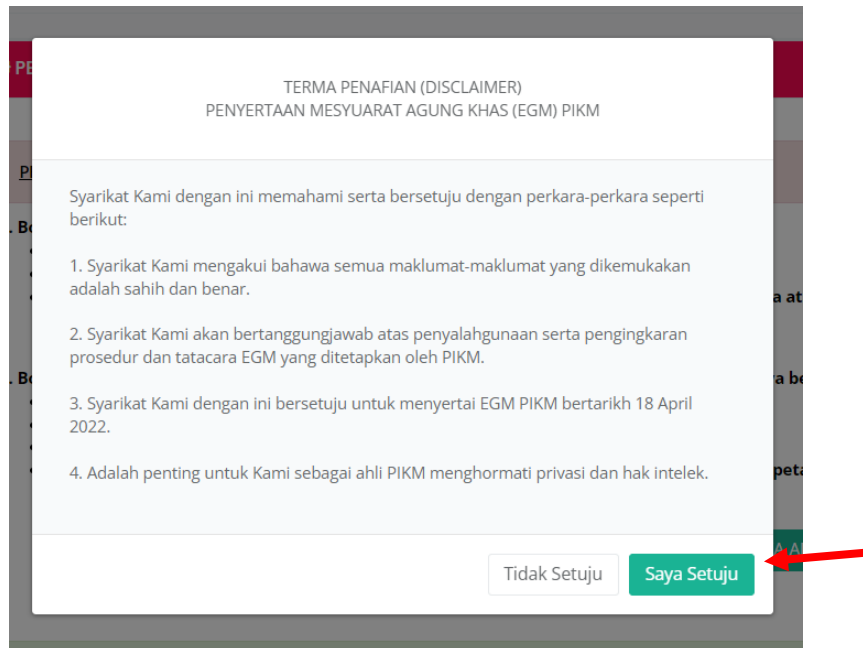 PE
TERMA PENAFIAN (DISCLAIMER)
PENYERTAAN MESYUARAT AGUNG KHAS (EGM) PIKM
Syarikat Kami dengan ini memahami serta bersetuju dengan perkara-perkara seperti
berikut:
1. Syarikat Kami mengakui bahawa semua maklumat-maklumat yang dikemukakan
adalah sahih dan benar.
2. Syarikat Kami akan bertanggungjawab atas penyalahgunaan serta pengingkaran
prosedur dan tatacara EGM yang ditetapkan oleh PIKM.
3. Syarikat Kami dengan ini bersetuju untuk menyertai EGM PIKM bertarikh 18 April
2022.
4. Adalah penting untuk Kami sebagai ahli PIKM menghormati privasi dan hak intelek.
Tidak Setuju Saya Setuju